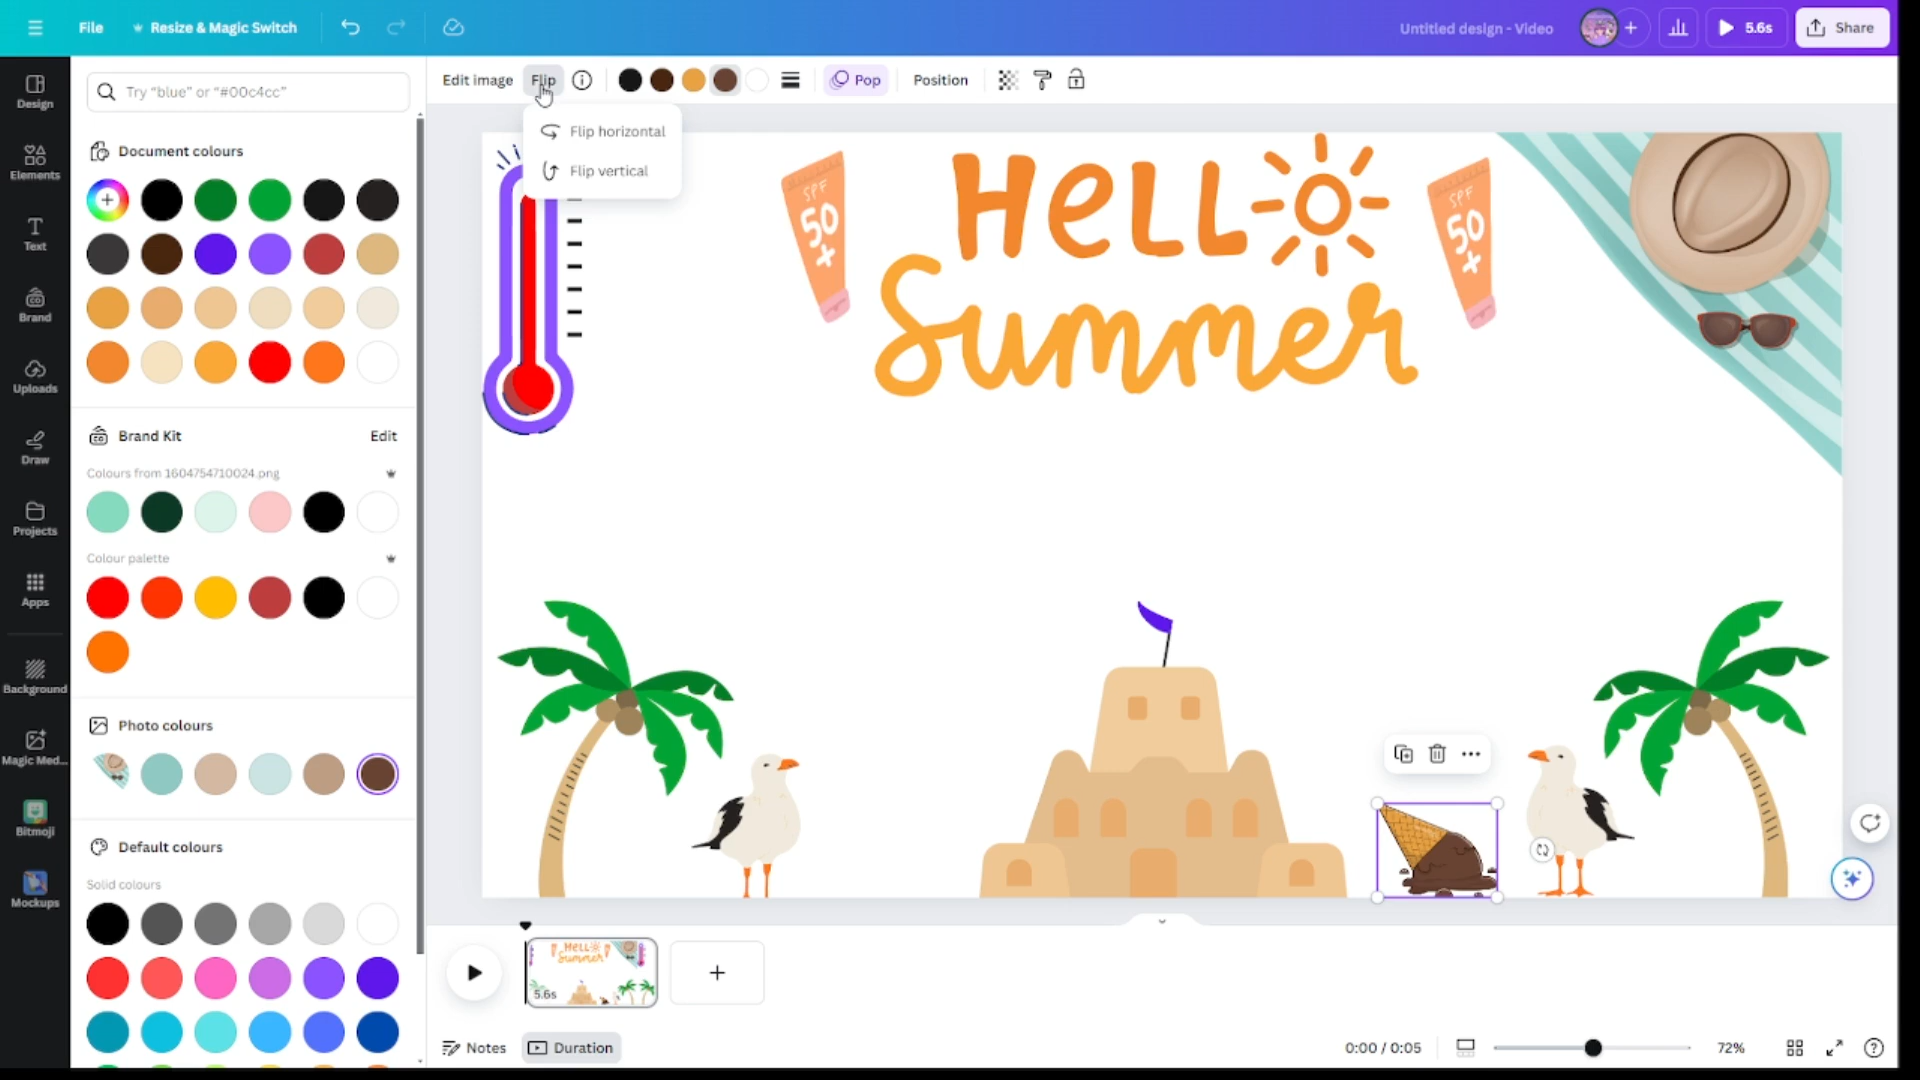 File
Resize & Magic Switch
Untitled design - Video
5.6s
Share
Design
Elements
Text
Brand
Uploads
Draw
Projects
Apps
Background
Magic Med...
Bitmoji
Mockups
Try “blue” or “#00c4cc”
Document colours
Brand Kit
Edit
Colours from 1604754710024.png
Colour palette
Photo colours
Default colours
Solid colours
Edit image
Flip
Pop
Position
Flip horizontal
Flip vertical
SPF
50
+
HELLO
Summer
SPF
50
+
HELLO
Summer
5.6s
Notes
Duration
0:00 / 0:05
72%